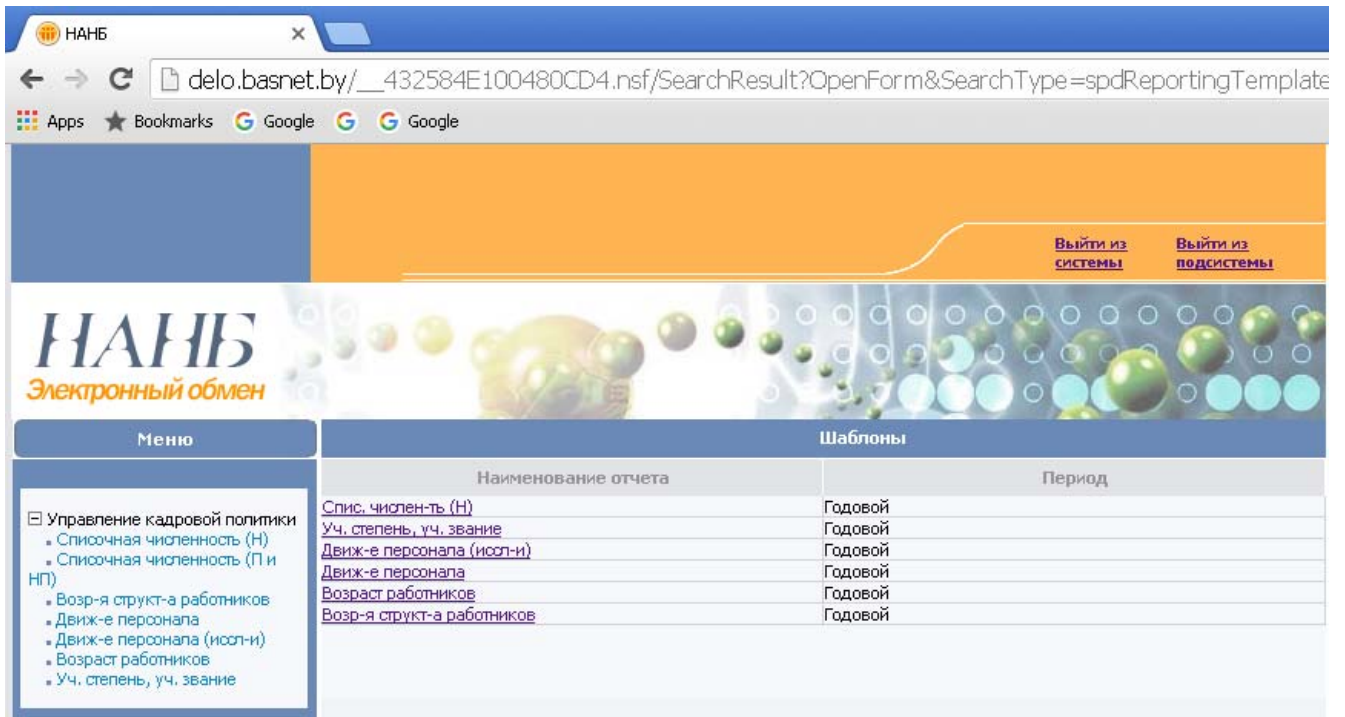 НАНБ
delo.basnet.by/__432584E100480CD4.nsf/SearchResult?OpenForm&SearchType=spdReportingTemplate
Apps Bookmarks Google Google
Выйти из
системы
Выйти из
подсистемы
НАНБ
Электронный обмен
Меню
Шаблоны
Наименование отчета Период
Спис. числен-ть (Н) Годовой
Уч. степень, уч. звание Годовой
Движ-е персонала (иссл-и) Годовой
Движ-е персонала Годовой
Возраст работников Годовой
Возр-я структ-а работников Годовой
Управление кадровой политики
Списочная численность (Н)
Списочная численность (П и
НП)
Возр-я структ-а работников
Движ-е персонала
Движ-е персонала (иссл-и)
Возраст работников
Уч. степень, уч. звание